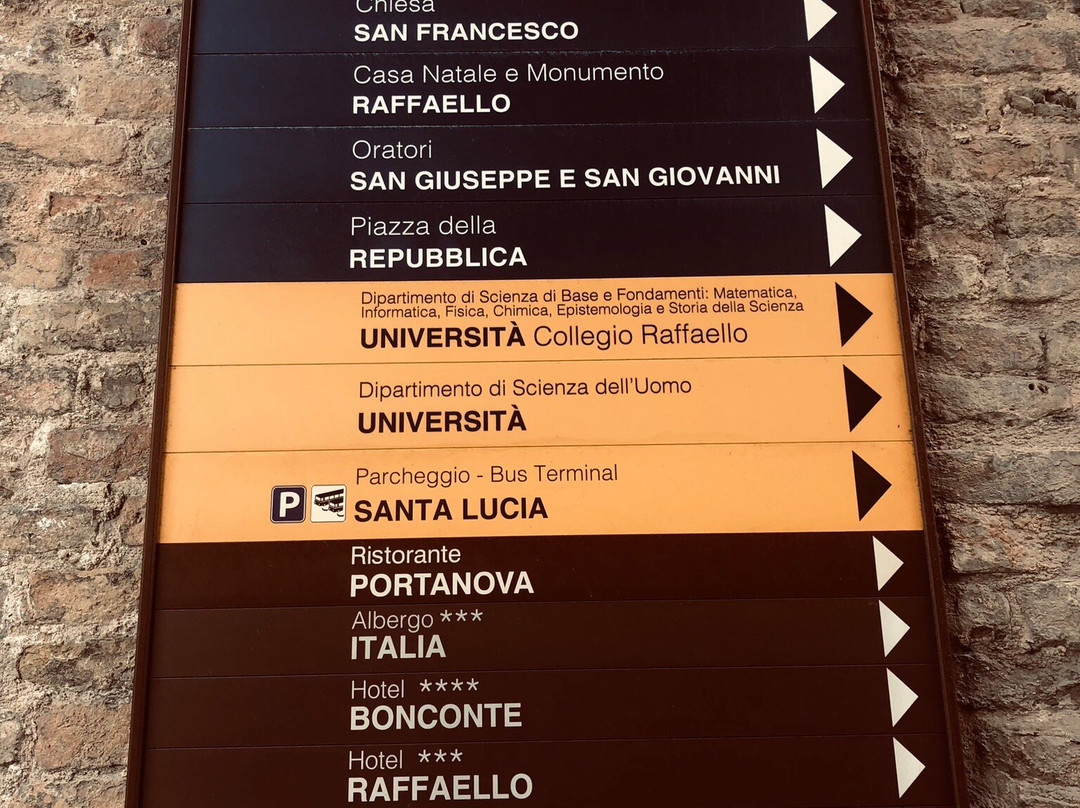 Chiesa
SAN FRANCESCO
Casa Natale e Monumento
RAFFAELLO
Oratori
SAN GIUSEPPE E SAN GIOVANNI
Piazza della
REPUBBLICA
Dipartimento di Scienza di Base e Fondamenti: Matematica,
Informatica, Fisica, Chimica, Epistemologia e Storia della Scienza
UNIVERSITÀ Collegio Raffaello
Dipartimento di Scienza dell'Uomo
UNIVERSITÀ
Parcheggio - Bus Terminal
P SANTA LUCIA
Ristorante
PORTANOVA
Albergo ***
ITALIA
Hotel ****
BONCONTE
Hotel ***
RAFFAELLO